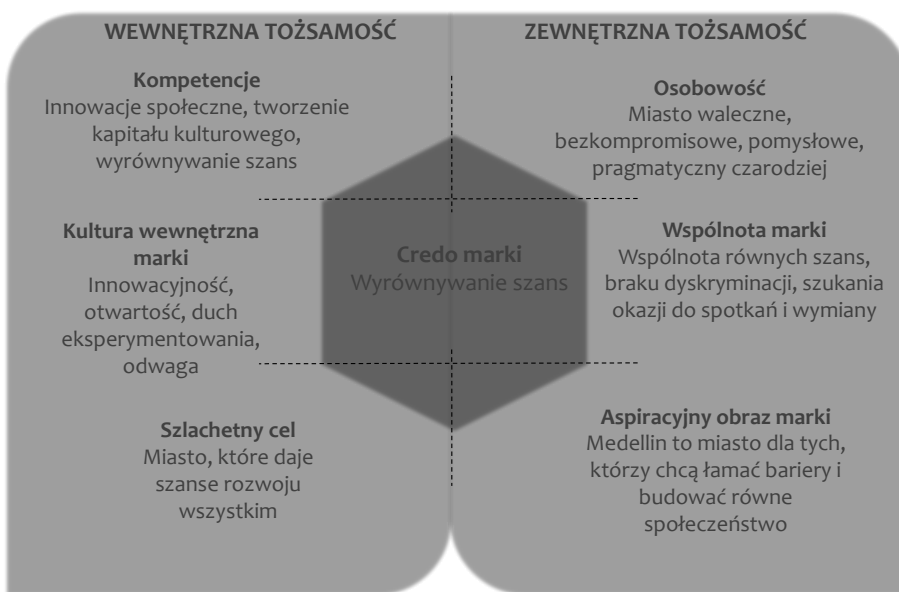 WEWNĘTRZNA TOŻSAMOŚĆ
Kompetencje
Innowacje społeczne, tworzenie
kapitału kulturowego,
wyrównywanie szans
Kultura wewnętrzna
marki
Innowacyjność,
otwartość, duch
eksperymentowania,
odwaga
Szlachetny cel
Miasto, które daje
szanse rozwoju
wszystkim
Credo marki
Wyrównywanie szans
ZEWNĘTRZNA TOŻSAMOŚĆ
Osobowość
Miasto waleczne,
bezkompromisowe, pomysłowe,
pragmatyczny czarodziej
Wspólnota marki
Wspólnota równych szans,
braku dyskryminacji, szukania
okazji do spotkań i wymiany
Aspiracyjny obraz marki
Medellin to miasto dla tych,
którzy chcą łamać bariery i
budować równe
społeczeństwo